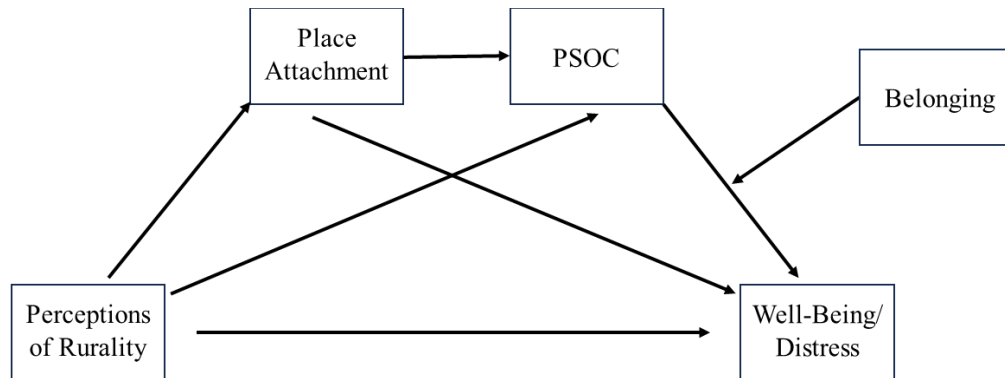 Place
Attachment
PSOC
Belonging
Perceptions
of Rurality
Well-Being/
Distress